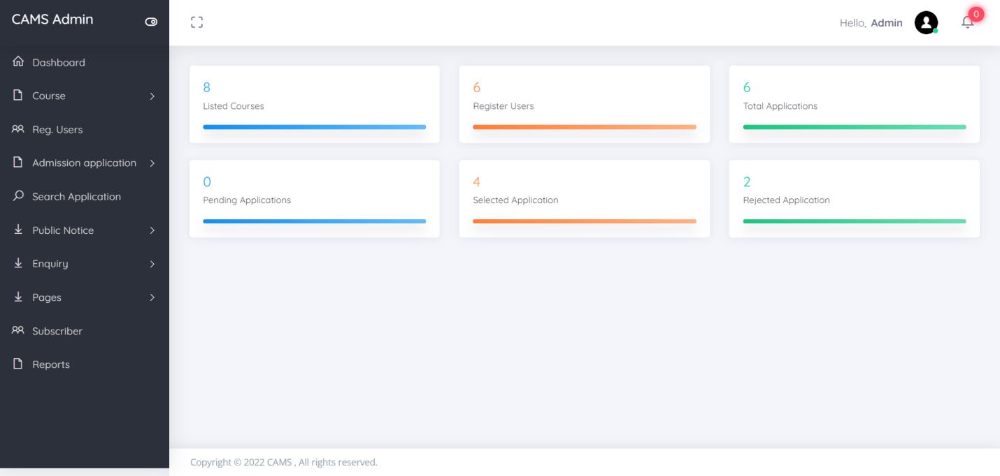 CAMS Admin
Hello, Admin
0
Dashboard
Course
Reg. Users
Admission application
Search Application
Public Notice
Enquiry
Pages
Subscriber
Reports
8
Listed Courses
6
Register Users
6
Total Applications
0
Pending Applications
4
Selected Application
2
Rejected Application
Copyright © 2022 CAMS , All rights reserved.